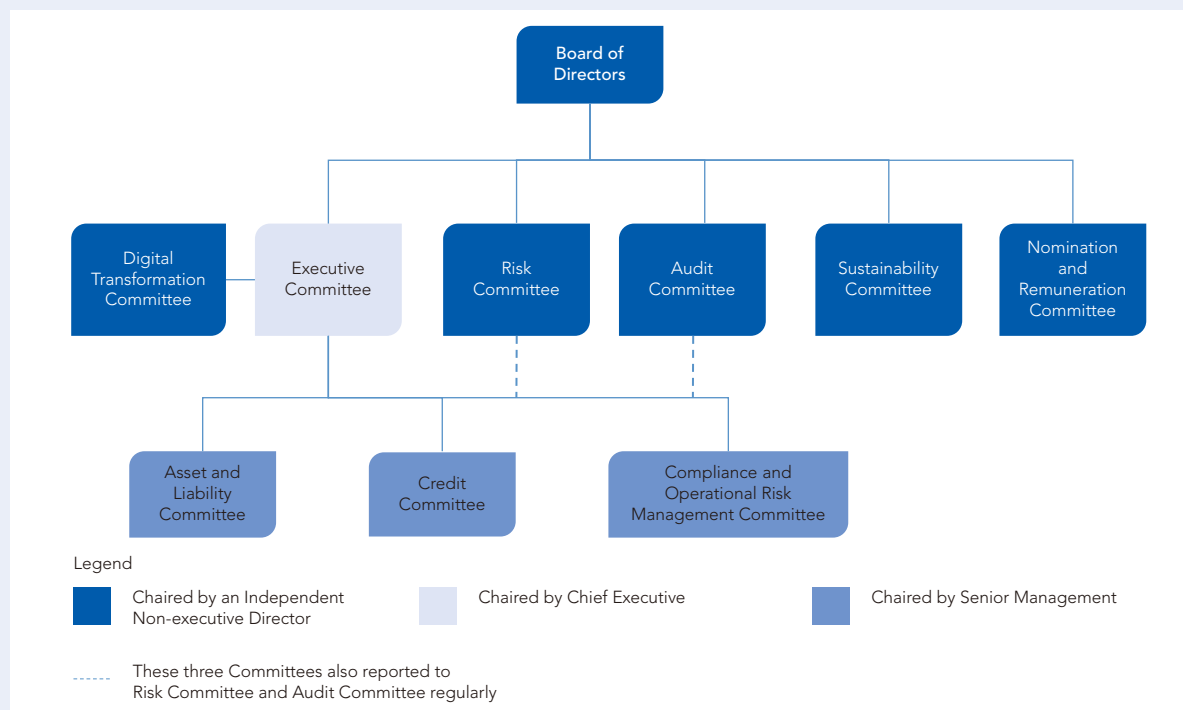 Board of
Directors
Digital
Transformation
Committee
Executive
Committee
Risk
Committee
Audit
Committee
Sustainability
Committee
Nomination
and
Remuneration
Committee
Asset and
Liability
Committee
Credit
Committee
Compliance and
Operational Risk
Management Committee
Legend
Chaired by an Independent
Non-executive Director
Chaired by Chief Executive
Chaired by Senior Management
These three Committees also reported to
Risk Committee and Audit Committee regularly